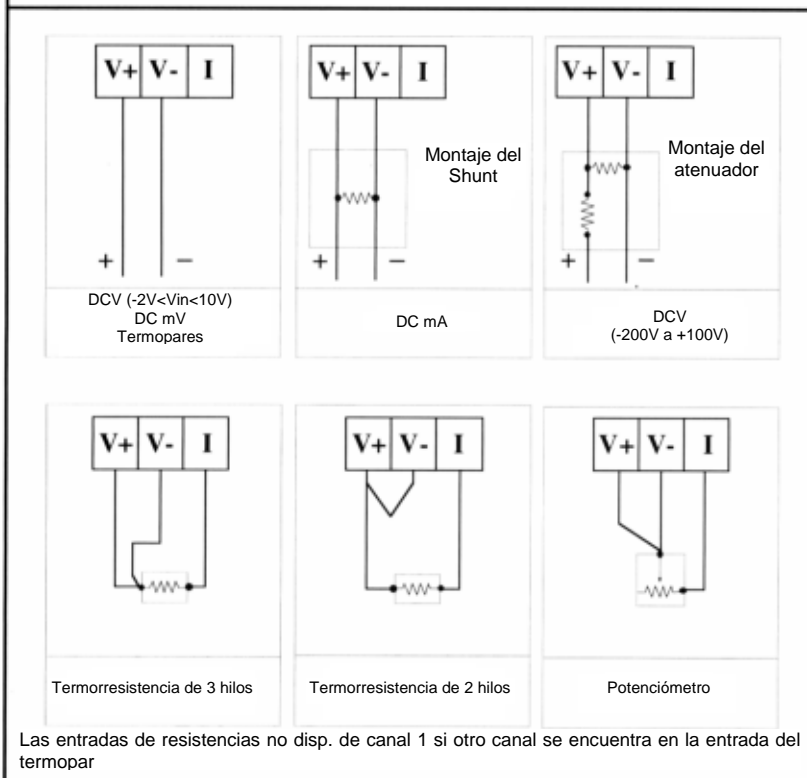 V+ V- I
V+ V- I
V+ V- I
Montaje del
Shunt
Montaje del
atenuador
+ −
+ −
+ −
DCV (-2V<Vin<10V)
DC mV
Termopares
DC mA
DCV
(-200V a +100V)
V+ V- I
V+ V- I
V+ V- I
Termorresistencia de 3 hilos
Termorresistencia de 2 hilos
Potenciómetro
Las entradas de resistencias no disp. de canal 1 si otro canal se encuentra en la entrada del
termopar